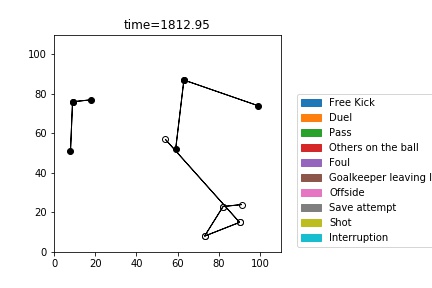 time=1812.95
100
80
60
40
20
0
0 20 40 60 80 100
Free Kick
Duel
Pass
Others on the ball
Foul
Goalkeeper leaving l
Offside
Save attempt
Shot
Interruption